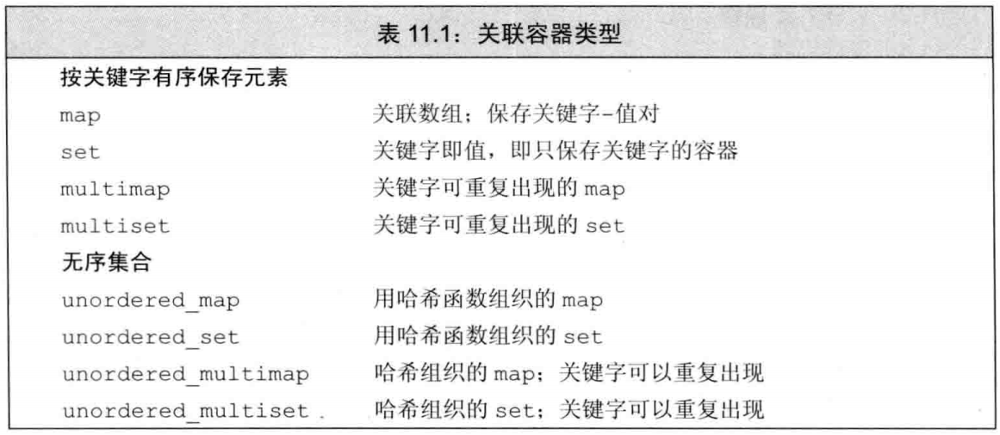 表 11.1：关联容器类型
按关键字有序保存元素
map 关联数组；保存关键字-值对
set 关键字即值，即只保存关键字的容器
multimap 关键字可重复出现的 map
multiset 关键字可重复出现的 set
无序集合
unordered_map 用哈希函数组织的 map
unordered_set 用哈希函数组织的 set
unordered_multimap 哈希组织的 map；关键字可以重复出现
unordered_multiset 哈希组织的 set；关键字可以重复出现